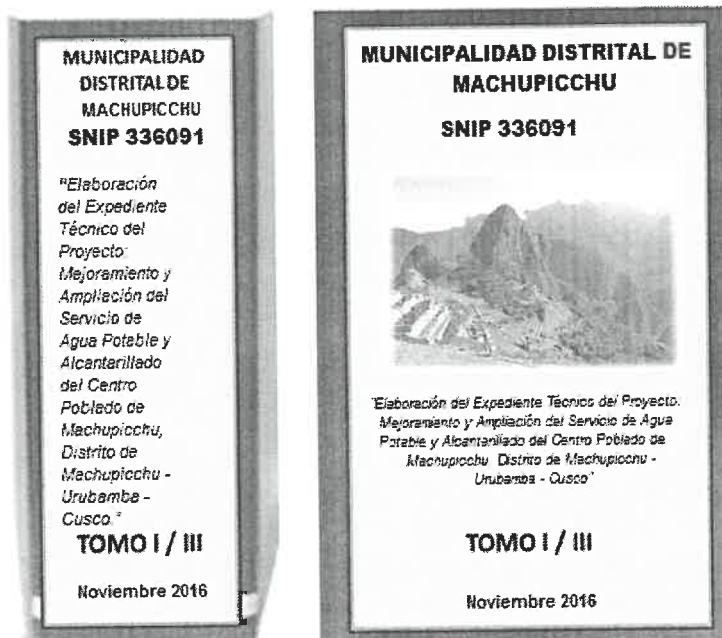 MUNICIPALIDAD
DISTRITAL DE
MACHUPICCHU
SNIP 336091
"Elaboración
del Expediente
Técnico del
Proyecto:
Mejoramiento y
Ampliación del
Servicio de
Agua Potable y
Alcantarillado
del Centro
Poblado de
Machupicchu,
Distrito de
Machupicchu -
Urubamba -
Cusco."
TOMO I / III
Noviembre 2016
MUNICIPALIDAD DISTRITAL DE
MACHUPICCHU
SNIP 336091
"Elaboración del Expediente Técnico del Proyecto:
Mejoramiento y Ampliación del Servicio de Agua
Potable y Alcantarillado del Centro Poblado de
Machupicchu, Distrito de Machupicchu -
Urubamba - Cusco"
TOMO I / III
Noviembre 2016